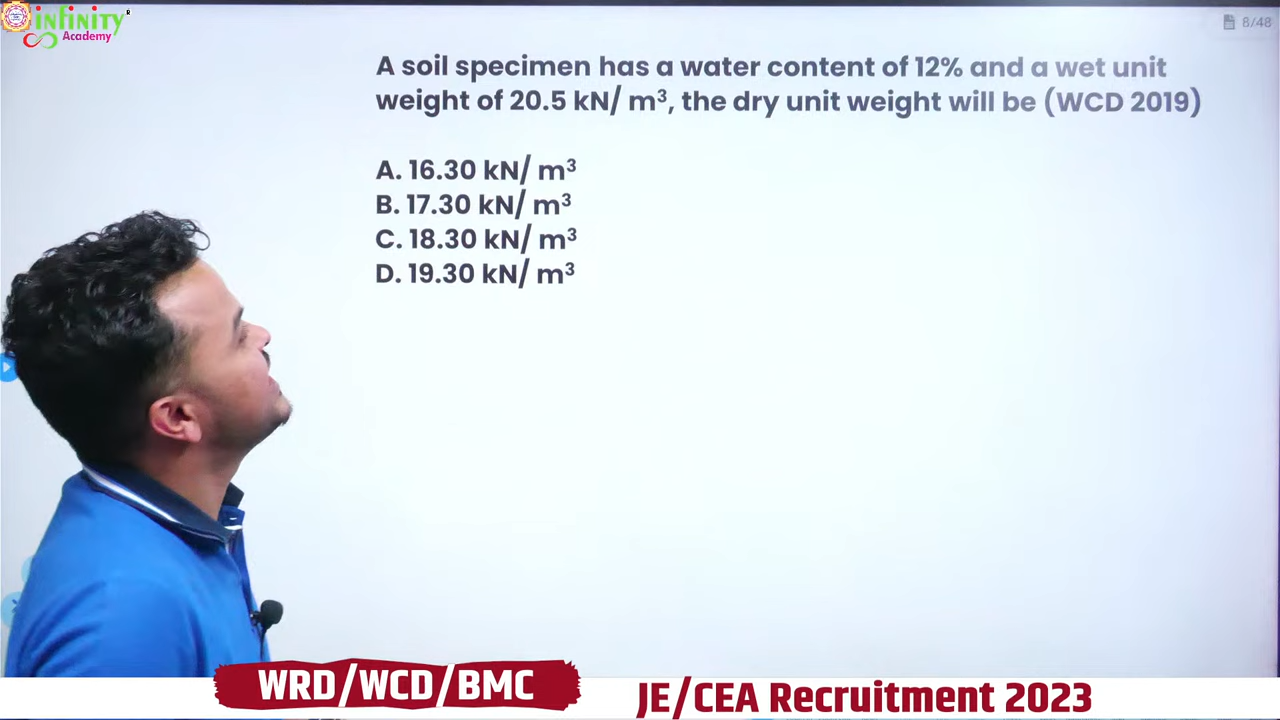 infinity
Academy
8/48
A soil specimen has a water content of 12% and a wet unit
weight of 20.5 kN/ m³, the dry unit weight will be (WCD 2019)
A. 16.30 kN/ m³
B. 17.30 kN/ m³
C. 18.30 kN/ m³
D. 19.30 kN/ m³
WRD/WCD/BMC
JE/CEA Recruitment 2023